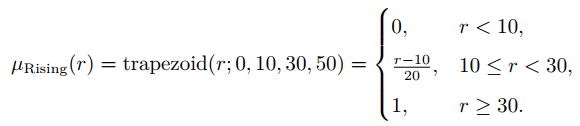 μ_Rising(r) = trapezoid(r; 0, 10, 30, 50) = { 0, r < 10,
(r−10)/20, 10 ≤ r < 30,
1, r ≥ 30.